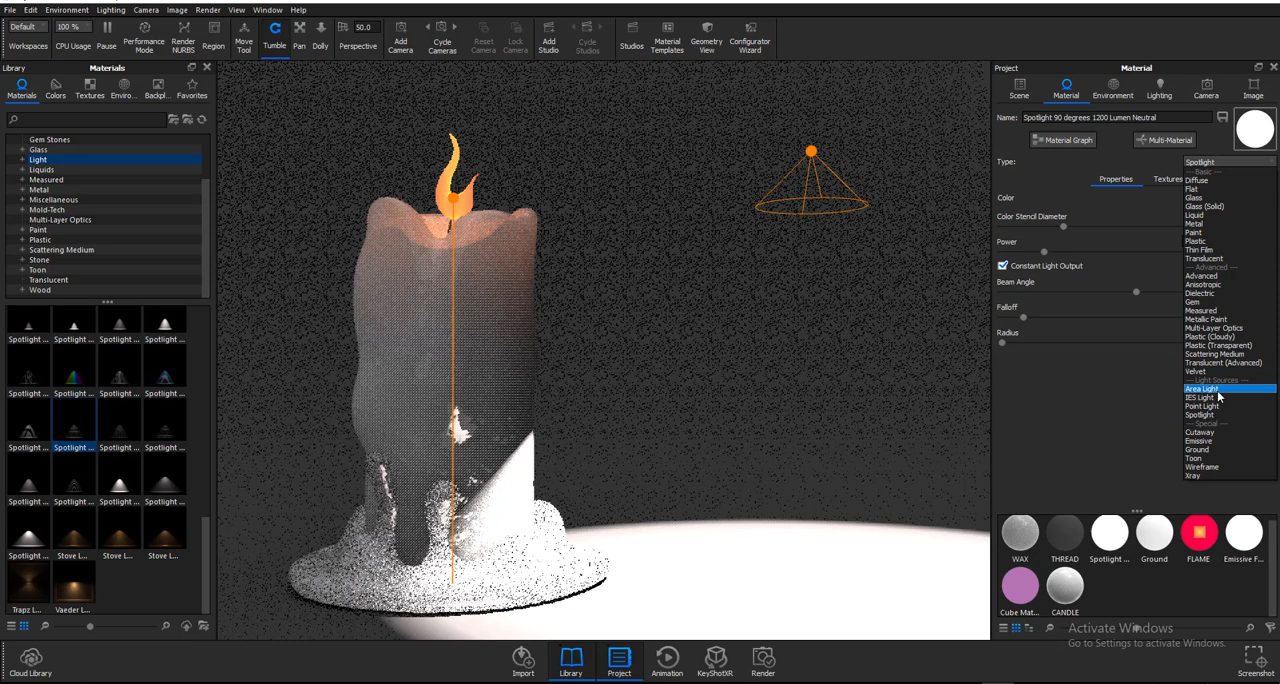 File Edit Environment Lighting Camera Image Render View Window Help
Default 100 % 50.0
Workspaces CPU Usage Pause Performance Mode Render NURBS Region Move Tool Tumble Pan Dolly Perspective Add Camera Cycle Cameras Reset Camera Lock Camera Add Studio Cycle Studios Studios Material Templates Geometry View Configurator Wizard
Library Materials
Materials Colors Textures Enviro... Backpl... Favorites
Gem Stones
Glass
Light
Liquids
Measured
Metal
Miscellaneous
Mold-Tech
Multi-Layer Optics
Paint
Plastic
Scattering Medium
Stone
Toon
Translucent
Wood
Spotlight ... Spotlight ... Spotlight ... Spotlight ...
Spotlight ... Spotlight ... Spotlight ... Spotlight ...
Spotlight ... Spotlight ... Spotlight ... Spotlight ...
Spotlight ... Spotlight ... Spotlight ... Spotlight ...
Spotlight ... Stove L... Stove L... Stove L...
Trapz L... Vaeder L...
Project Material
Scene Material Environment Lighting Camera Image
Name: Spotlight 90 degrees 1200 Lumen Neutral
Material Graph Multi-Material
Type: Spotlight
Properties Textures
Color
Color Stencil Diameter
Power
Constant Light Output
Beam Angle
Falloff
Radius
--- Basic ---
Diffuse
Flat
Glass
Glass (Solid)
Liquid
Metal
Paint
Plastic
Thin Film
Translucent
--- Advanced ---
Advanced
Anisotropic
Dielectric
Gem
Measured
Metallic Paint
Multi-Layer Optics
Plastic (Cloudy)
Plastic (Transparent)
Scattering Medium
Translucent (Advanced)
Velvet
--- Light Sources ---
Area Light
IES Light
Point Light
Spotlight
--- Special ---
Cutaway
Emissive
Ground
Toon
Wireframe
Xray
WAX THREAD Spotlight ... Ground FLAME Emissive F...
Cube Mat... CANDLE
Activate Windows
Go to Settings to activate Windows.
Cloud Library Import Library Project Animation KeyShotXR Render Screenshot